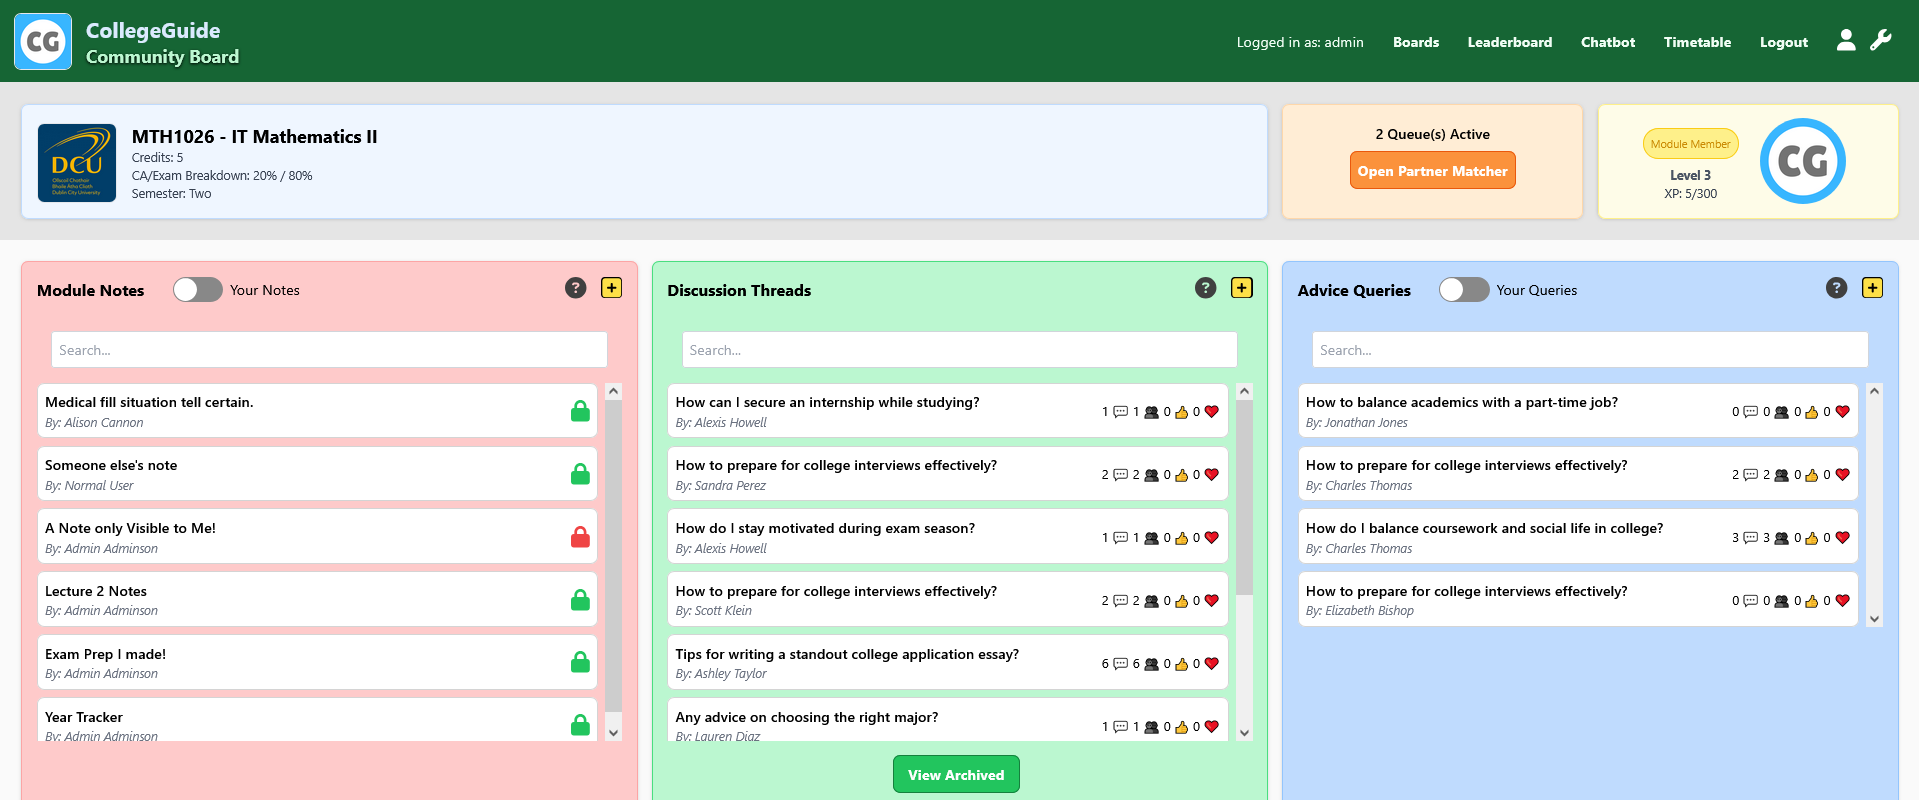 CG
CollegeGuide
Community Board
Logged in as: admin
Boards
Leaderboard
Chatbot
Timetable
Logout
DCU
Ollscoil Chathair
Bhaile Átha Cliath
Dublin City University
MTH1026 - IT Mathematics II
Credits: 5
CA/Exam Breakdown: 20% / 80%
Semester: Two
2 Queue(s) Active
Open Partner Matcher
Module Member
Level 3
XP: 5/300
CG
Module Notes
Your Notes
?
+
Search...
Medical fill situation tell certain.
By: Alison Cannon
Someone else's note
By: Normal User
A Note only Visible to Me!
By: Admin Adminson
Lecture 2 Notes
By: Admin Adminson
Exam Prep I made!
By: Admin Adminson
Year Tracker
By: Admin Adminson
Discussion Threads
?
+
Search...
How can I secure an internship while studying?
By: Alexis Howell
1 1 0 0
How to prepare for college interviews effectively?
By: Sandra Perez
2 2 0 0
How do I stay motivated during exam season?
By: Alexis Howell
1 1 0 0
How to prepare for college interviews effectively?
By: Scott Klein
2 2 0 0
Tips for writing a standout college application essay?
By: Ashley Taylor
6 6 0 0
Any advice on choosing the right major?
By: Lauren Diaz
1 1 0 0
View Archived
Advice Queries
Your Queries
?
+
Search...
How to balance academics with a part-time job?
By: Jonathan Jones
0 0 0 0
How to prepare for college interviews effectively?
By: Charles Thomas
2 2 0 0
How do I balance coursework and social life in college?
By: Charles Thomas
3 3 0 0
How to prepare for college interviews effectively?
By: Elizabeth Bishop
0 0 0 0